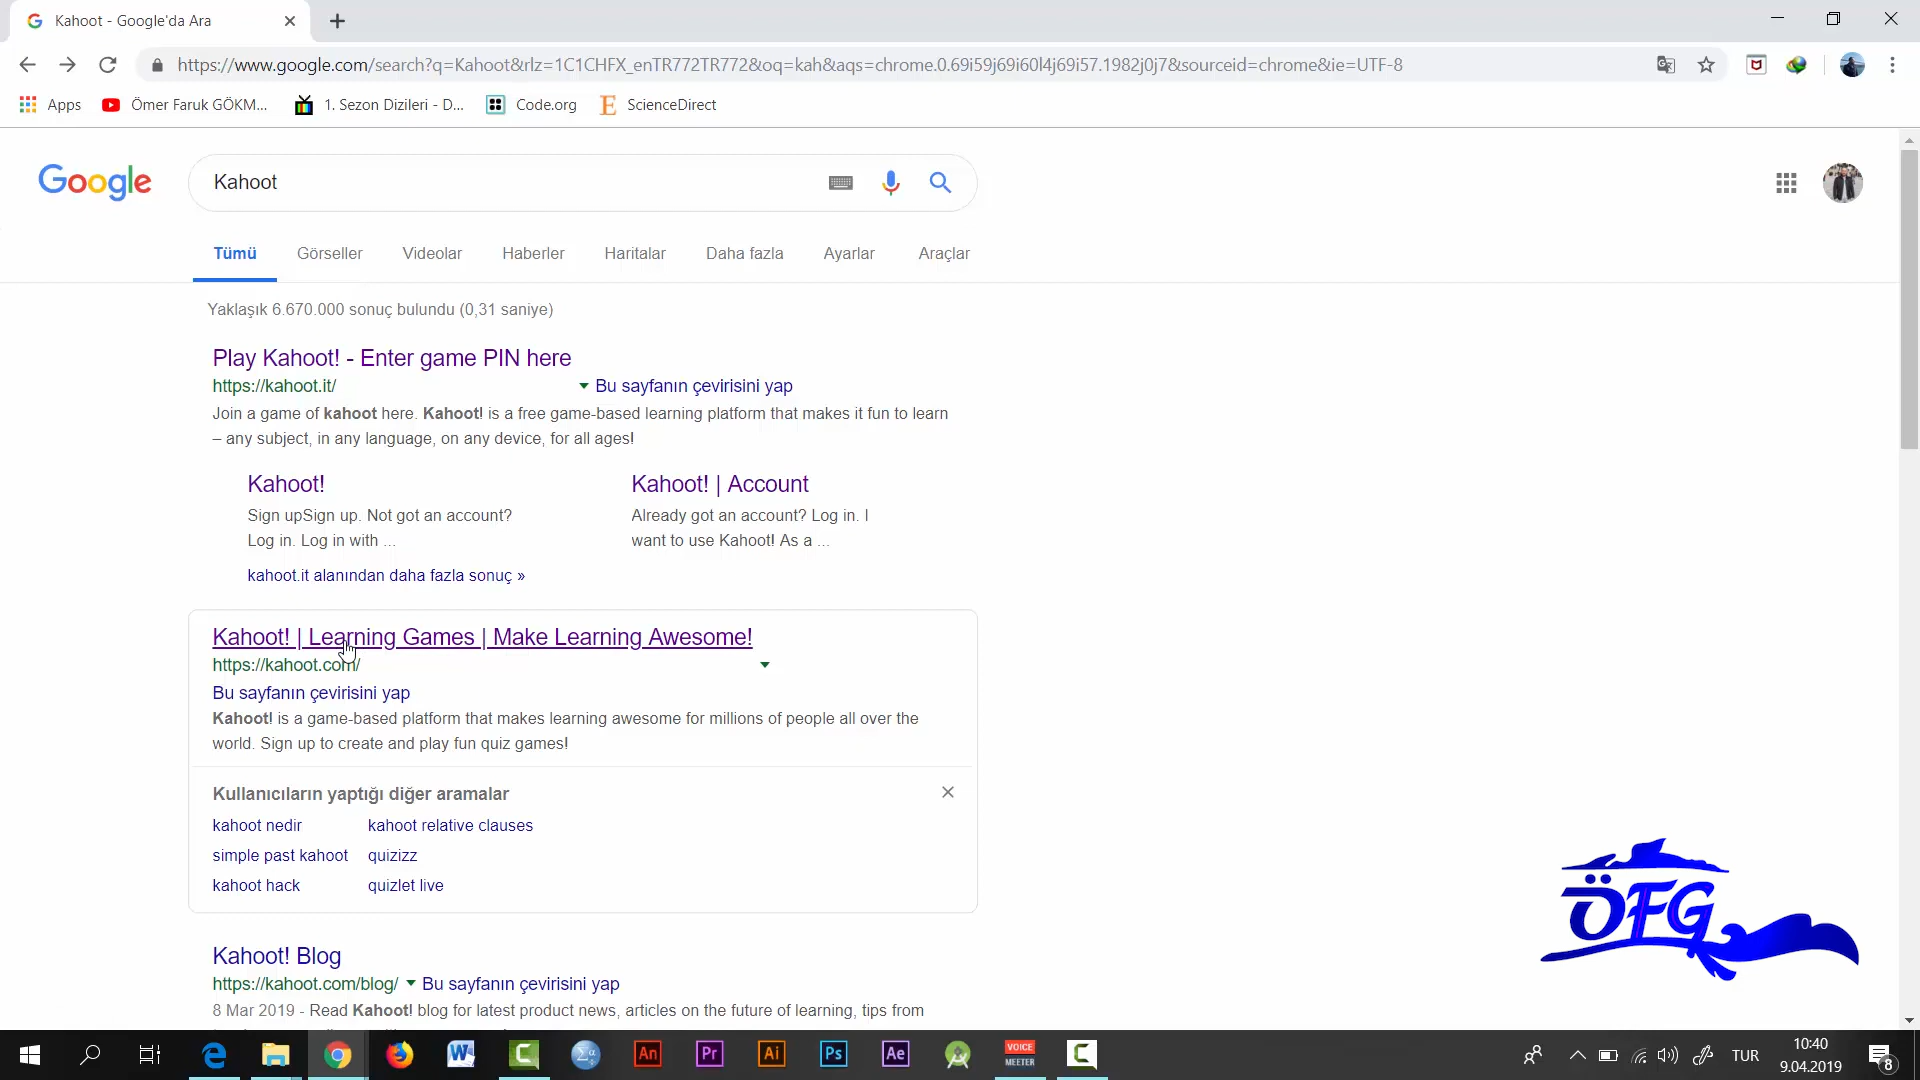 Kahoot - Google'da Ara
https://www.google.com/search?q=Kahoot&rlz=1C1CHFX_enTR772TR772&oq=kah&aqs=chrome.0.69i59j69i60l4j69i57.1982j0j7&sourceid=chrome&ie=UTF-8
Apps Ömer Faruk GÖKM... 1. Sezon Dizileri - D... Code.org ScienceDirect
Google Kahoot
Tümü Görseller Videolar Haberler Haritalar Daha fazla Ayarlar Araçlar
Yaklaşık 6.670.000 sonuç bulundu (0,31 saniye)
Play Kahoot! - Enter game PIN here
https://kahoot.it/ Bu sayfanın çevirisini yap
Join a game of kahoot here. Kahoot! is a free game-based learning platform that makes it fun to learn
– any subject, in any language, on any device, for all ages!
Kahoot! Kahoot! | Account
Sign upSign up. Not got an account? Already got an account? Log in. I
Log in. Log in with ... want to use Kahoot! As a ...
kahoot.it alanından daha fazla sonuç »
Kahoot! | Learning Games | Make Learning Awesome!
https://kahoot.com/
Bu sayfanın çevirisini yap
Kahoot! is a game-based platform that makes learning awesome for millions of people all over the
world. Sign up to create and play fun quiz games!
Kullanıcıların yaptığı diğer aramalar
kahoot nedir kahoot relative clauses
simple past kahoot quizizz
kahoot hack quizlet live
ÖFG
Kahoot! Blog
https://kahoot.com/blog/ Bu sayfanın çevirisini yap
8 Mar 2019 - Read Kahoot! blog for latest product news, articles on the future of learning, tips from
An Pr Ai Ps Ae VOICE MEETER TUR 10:40
9.04.2019 8